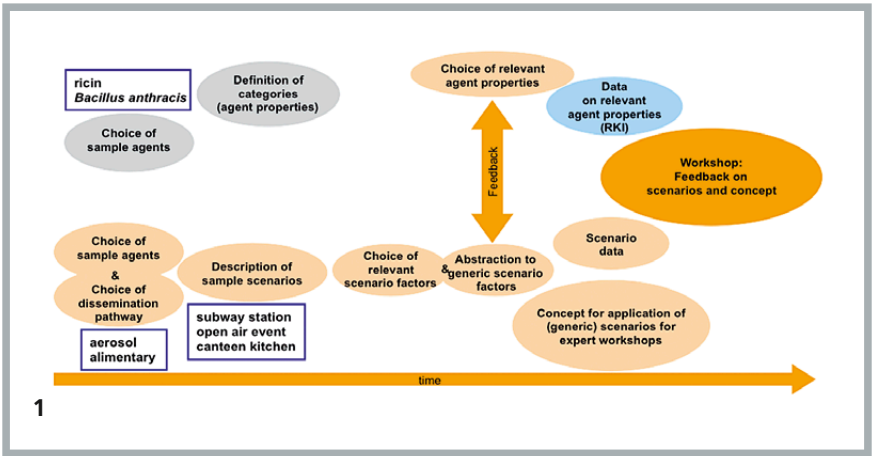 ricin
Bacillus anthracis
Definition of
categories
(agent properties)
Choice of
sample agents
Choice of relevant
agent properties
Data
on relevant
agent properties
(RKI)
Workshop:
Feedback on
scenarios and concept
Feedback
Choice of
sample agents
&
Choice of
dissemination
pathway
aerosol
alimentary
Description of
sample scenarios
subway station
open air event
canteen kitchen
Choice of
relevant
scenario factors
&
Abstraction to
generic scenario
factors
Scenario
data
Concept for application of
(generic) scenarios for
expert workshops
time
1